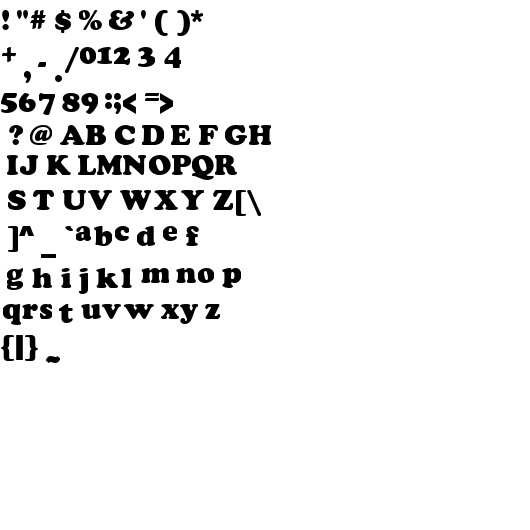 ! "# $ % & ' ( )*
+ , - . /012 3 4
567 89 :;< =>
? @ AB C D E F GH
IJ K LMNOPQR
S T UV WXY Z[\
]^ _ `abc d e f
g h i j k l m no p
qrs t uvw xy z
{|} ~